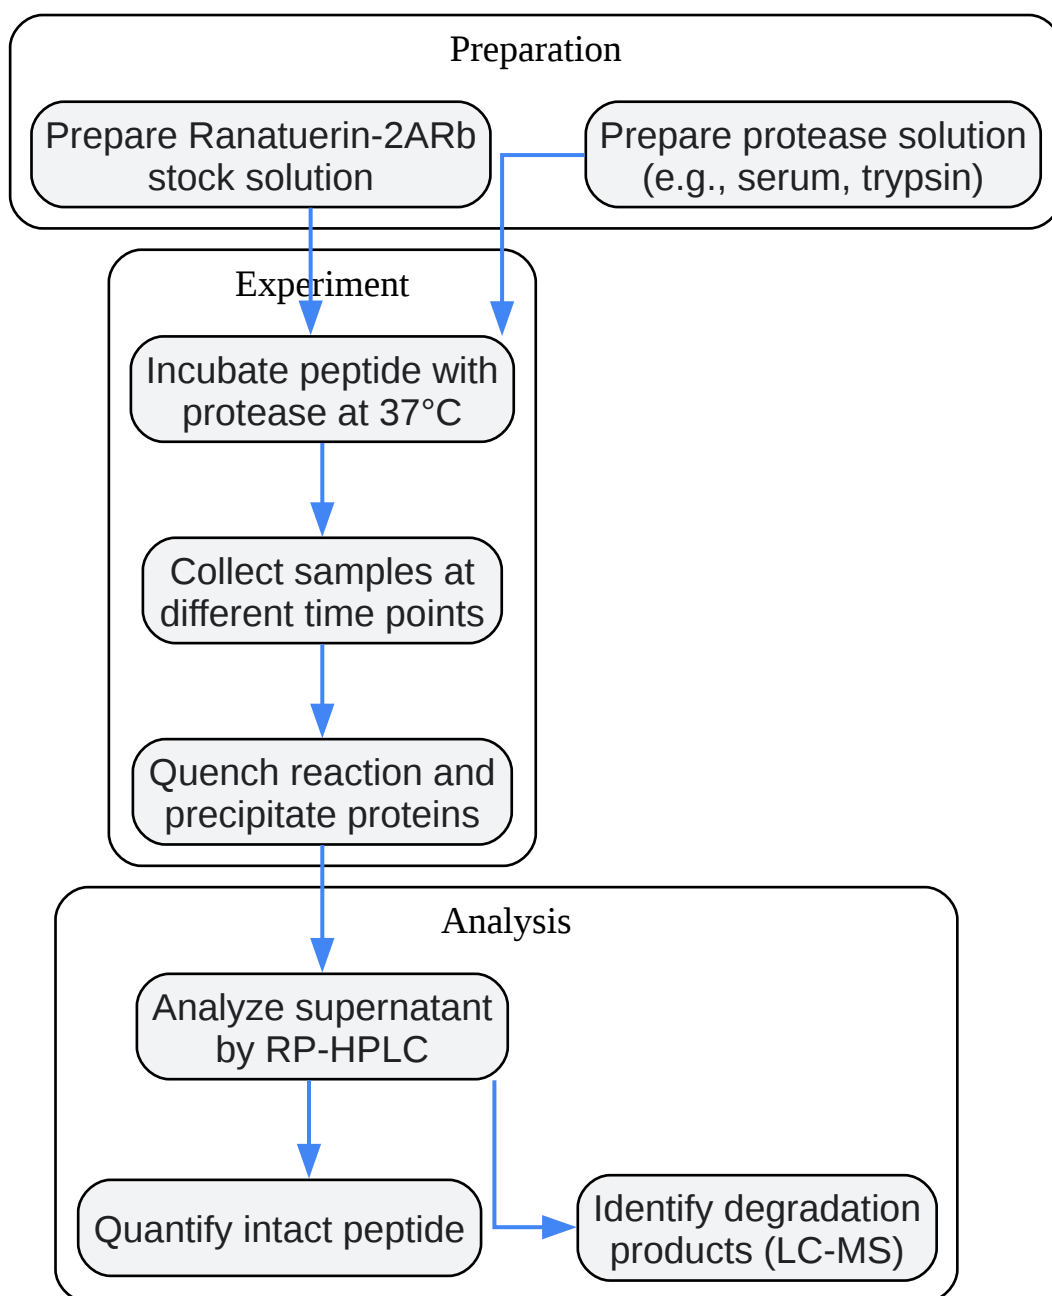 Preparation
Prepare Ranatuerin-2ARb
stock solution
Prepare protease solution
(e.g., serum, trypsin)
Experiment
Incubate peptide with
protease at 37°C
Collect samples at
different time points
Quench reaction and
precipitate proteins
Analysis
Analyze supernatant
by RP-HPLC
Quantify intact peptide
Identify degradation
products (LC-MS)